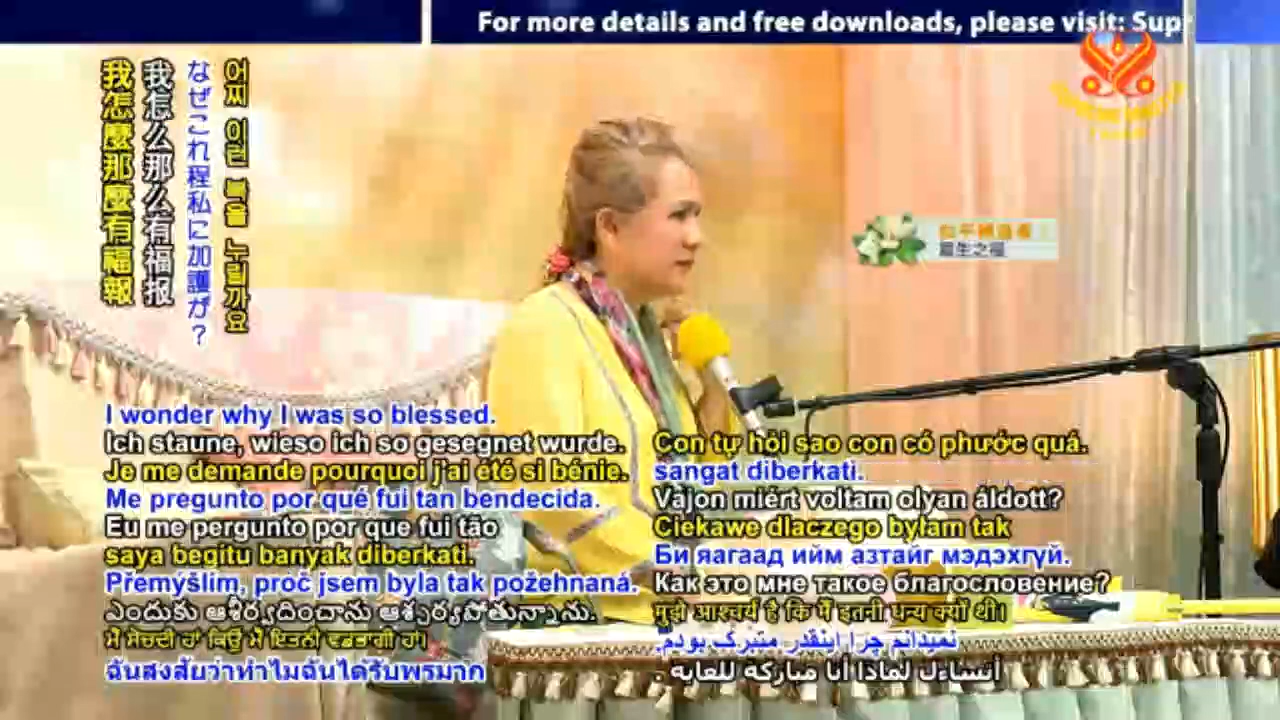 For more details and free downloads, please visit: Sup
我怎麼那麼有福報
我怎么那么有福报
なぜこれ程私に加護が?
어찌 이런 복을 누릴까요
I wonder why I was so blessed.
Ich staune, wieso ich so gesegnet wurde.
Je me demande pourquoi j'ai été si bénie.
Me pregunto por qué fui tan bendecida.
Eu me pergunto por que fui tão
saya begitu banyak diberkati.
Přemýšlím, proč jsem byla tak požehnaná.
ఎందుకు ఆశీర్వదించాను ఆశ్చర్యపోతున్నాను.
ਮੈਂ ਸੋਚਦੀ ਹਾਂ ਕਿਉਂ ਮੈਂ ਇਤਨੀ ਵਡਭਾਗੀ ਹਾਂ।
ฉันสงสัยว่าทำไมฉันได้รับพรมาก
Con tự hỏi sao con có phước quá.
sangat diberkati.
Vajon miért voltam olyan áldott?
Ciekawe dlaczego byłam tak
Би яагаад ийм азтайг мэдэхгүй.
Как это мне такое благословение?
मुझे आश्चर्य है कि मैं इतनी धन्य क्यों थी।
نمیدانم چرا اینقدر متبرک بودم.
أتساءل لماذا أنا مباركة للغاية .